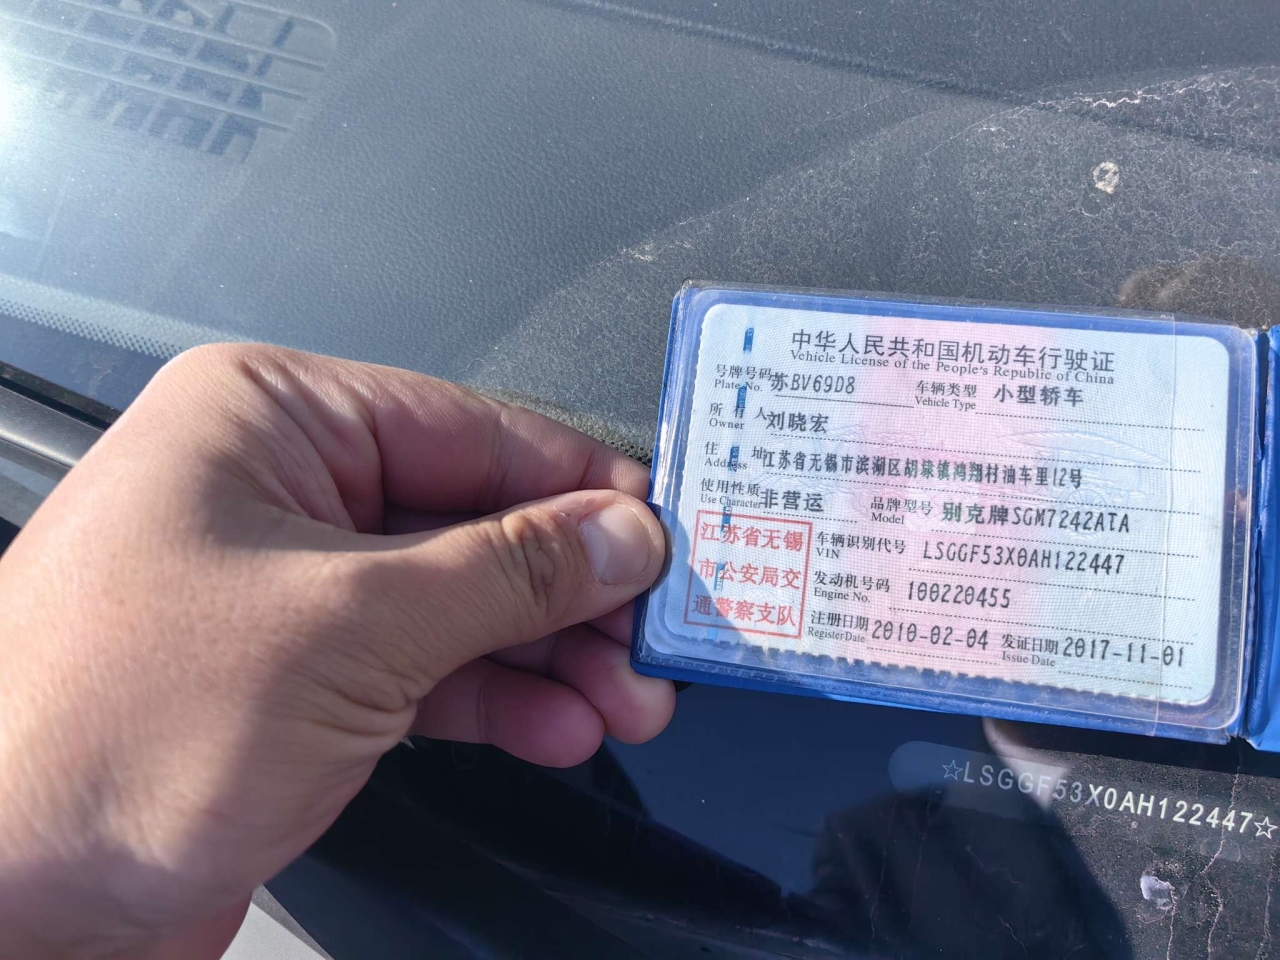 中华人民共和国机动车行驶证
Vehicle License of the People's Republic of China
号牌号码 苏BV69D8 车辆类型 小型轿车
Plate No. Vehicle Type
所有人 刘晓宏
Owner
住址 江苏省无锡市滨湖区胡埭镇鸿翔村油车里12号
Address
使用性质 非营运 品牌型号 别克牌SGM7242ATA
Use Character Model
江苏省无锡
市公安局交
通警察支队
车辆识别代号 LSGGF53X0AH122447
VIN
发动机号码 100220455
Engine No.
注册日期 2010-02-04 发证日期 2017-11-01
Register Date Issue Date
☆LSGGF53X0AH122447☆